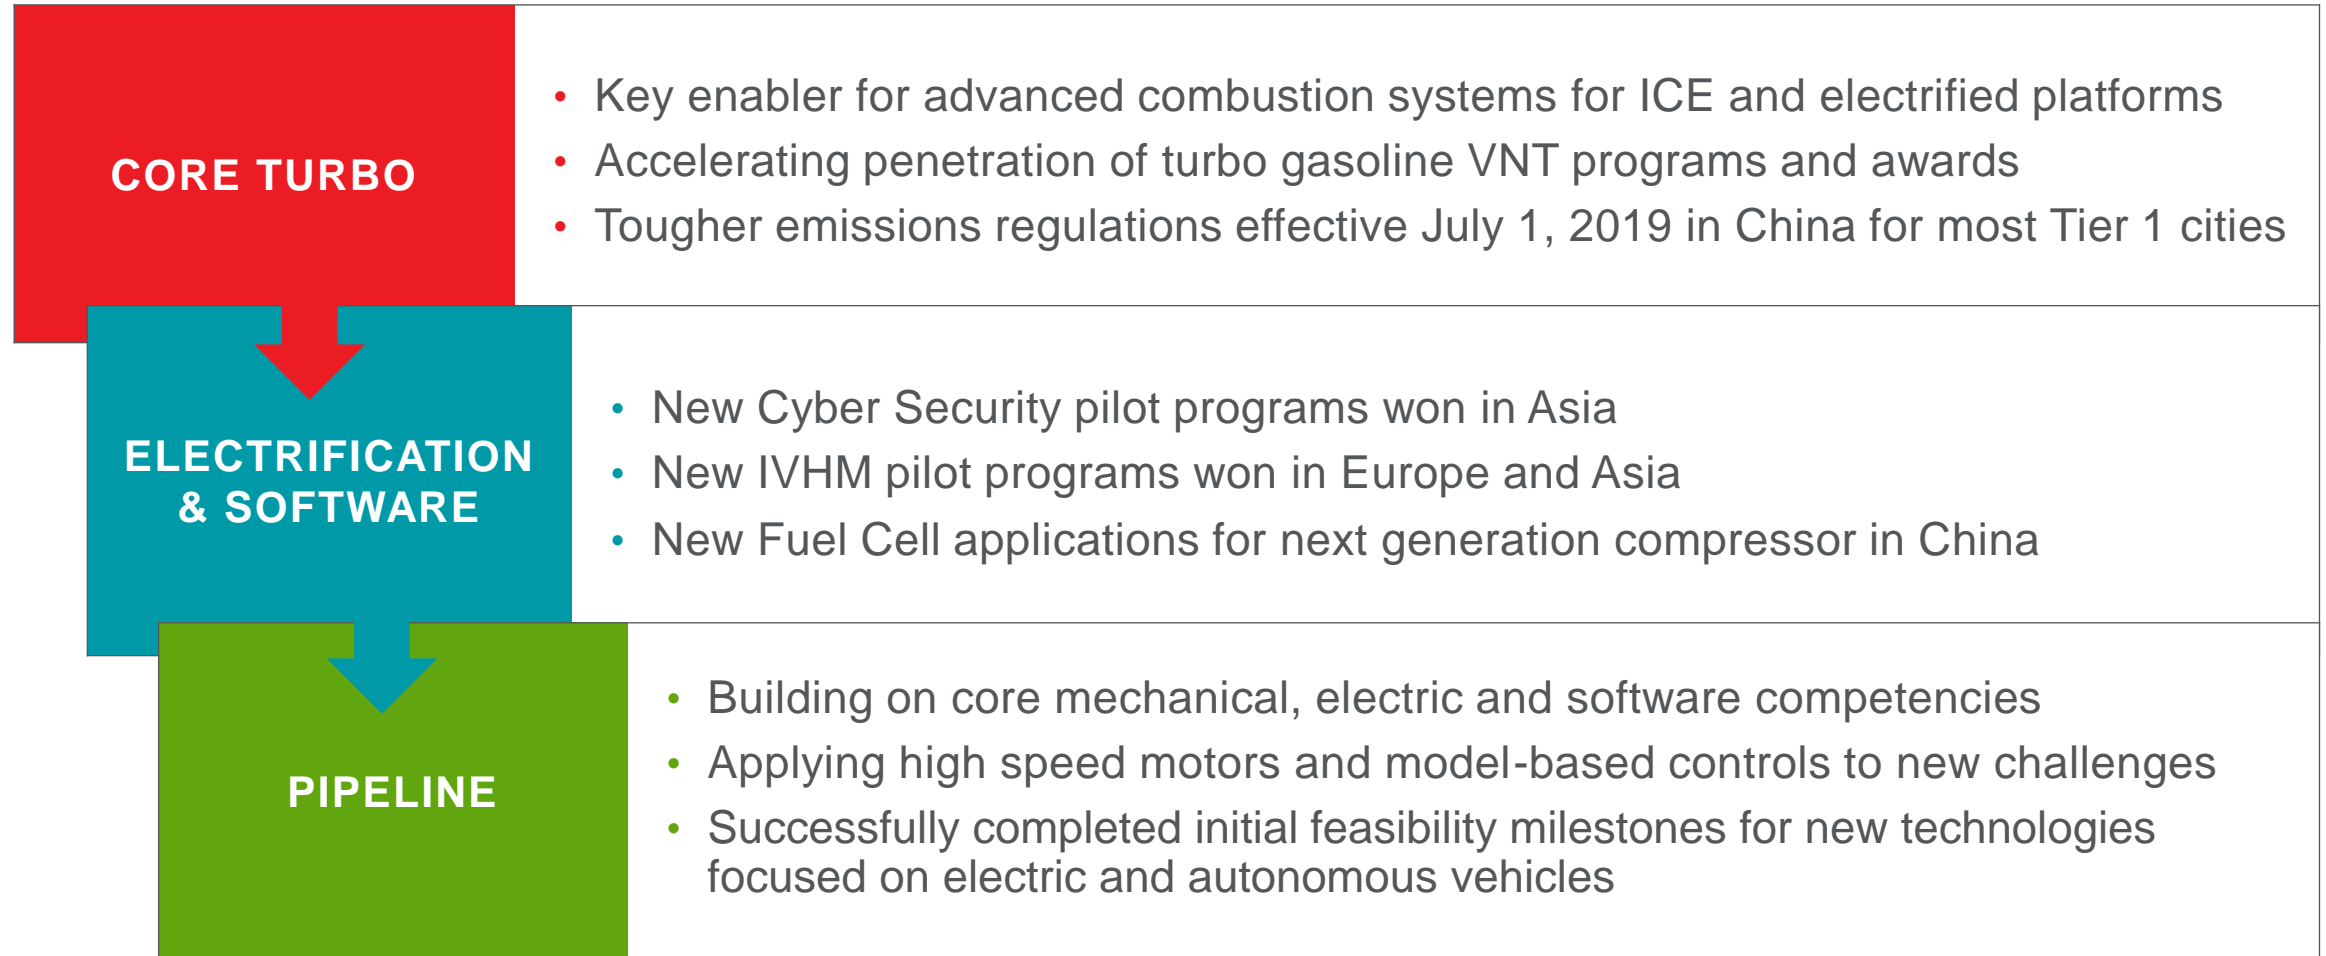 CORE TURBO
• Key enabler for advanced combustion systems for ICE and electrified platforms
• Accelerating penetration of turbo gasoline VNT programs and awards
• Tougher emissions regulations effective July 1, 2019 in China for most Tier 1 cities
ELECTRIFICATION
& SOFTWARE
• New Cyber Security pilot programs won in Asia
• New IVHM pilot programs won in Europe and Asia
• New Fuel Cell applications for next generation compressor in China
PIPELINE
• Building on core mechanical, electric and software competencies
• Applying high speed motors and model-based controls to new challenges
• Successfully completed initial feasibility milestones for new technologies
focused on electric and autonomous vehicles